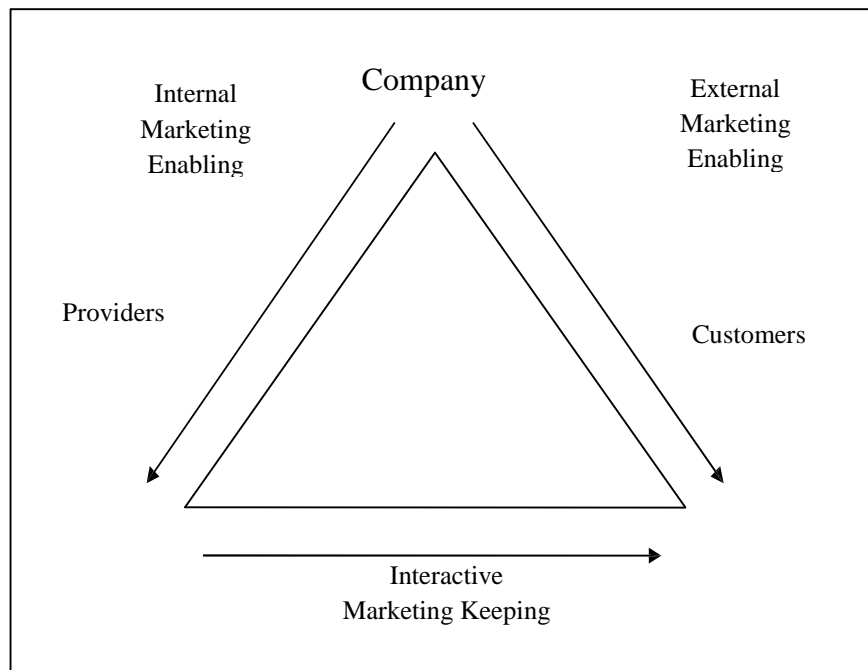 Company
Internal
Marketing
Enabling
External
Marketing
Enabling
Providers
Customers
Interactive
Marketing Keeping